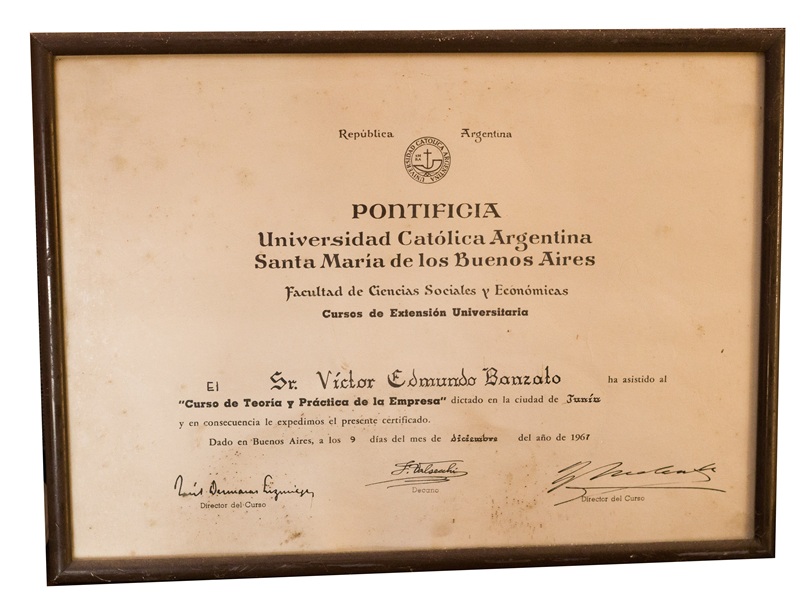 República Argentina
UNIVERSIDAD CATOLICA ARGENTINA
PONTIFICIA
Universidad Católica Argentina
Santa María de los Buenos Aires
Facultad de Ciencias Sociales y Económicas
Cursos de Extensión Universitaria
El Sr. Víctor Edmundo Banzato ha asistido al
"Curso de Teoría y Práctica de la Empresa" dictado en la ciudad de Junín
y en consecuencia le expedimos el presente certificado.
Dado en Buenos Aires, a los 9 días del mes de diciembre del año de 1961
Director del Curso Decano Director del Curso